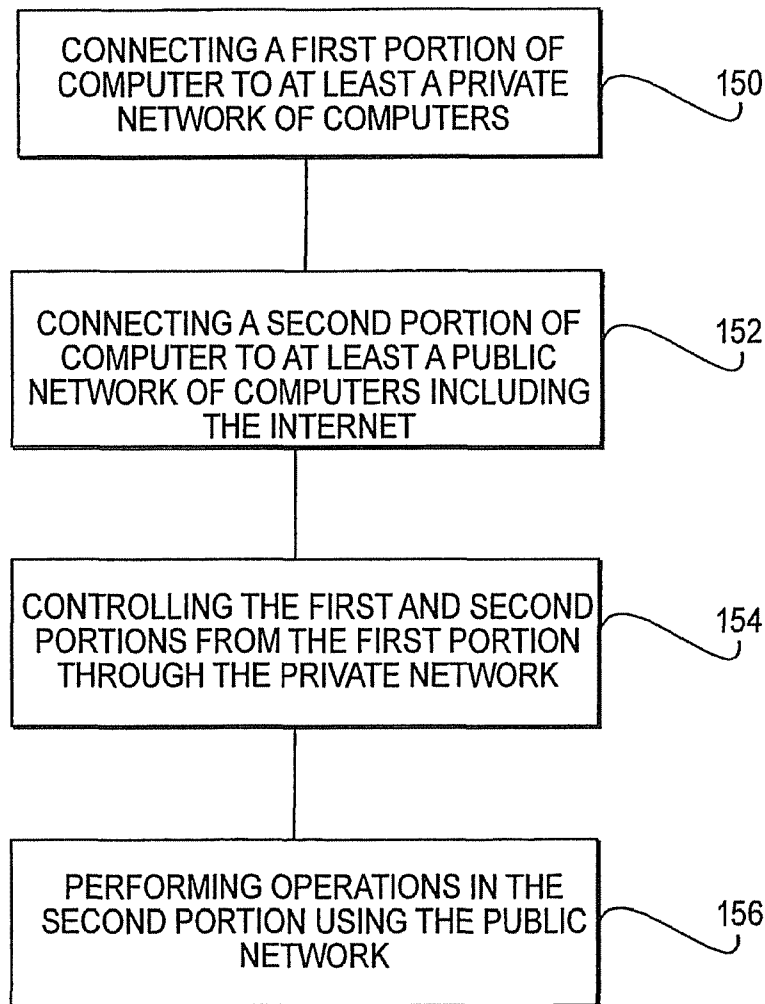 CONNECTING A FIRST PORTION OF
COMPUTER TO AT LEAST A PRIVATE
NETWORK OF COMPUTERS
150
CONNECTING A SECOND PORTION OF
COMPUTER TO AT LEAST A PUBLIC
NETWORK OF COMPUTERS INCLUDING
THE INTERNET
152
CONTROLLING THE FIRST AND SECOND
PORTIONS FROM THE FIRST PORTION
THROUGH THE PRIVATE NETWORK
154
PERFORMING OPERATIONS IN THE
SECOND PORTION USING THE PUBLIC
NETWORK
156